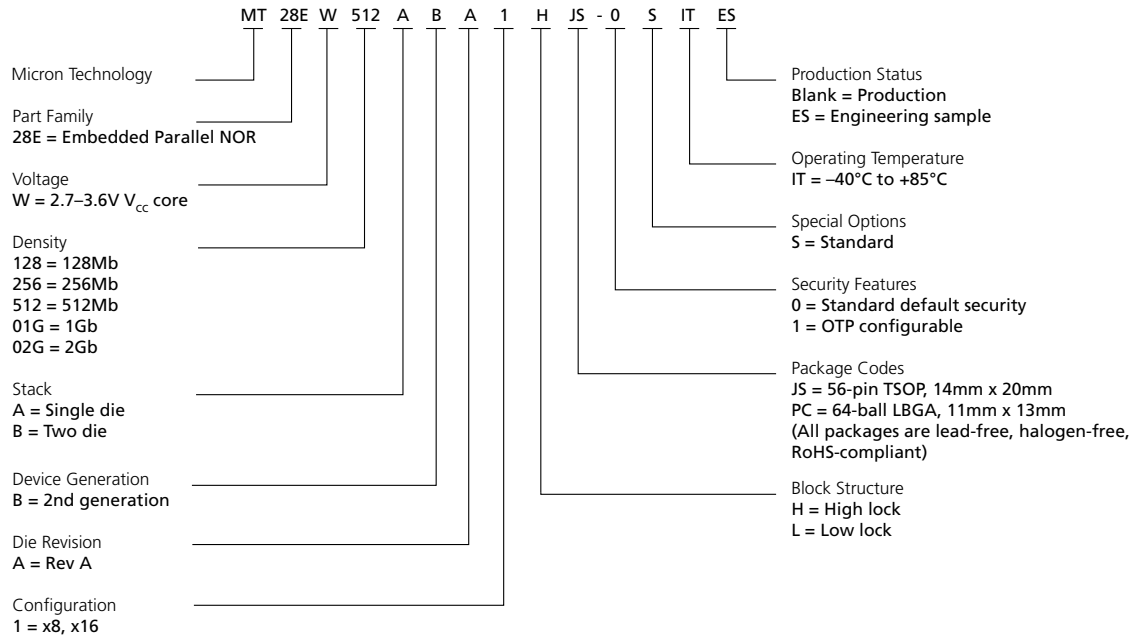 MT 28E W 512 A B A 1 H JS - 0 S IT ES
Micron Technology
Part Family
28E = Embedded Parallel NOR
Voltage
W = 2.7–3.6V Vcc core
Density
128 = 128Mb
256 = 256Mb
512 = 512Mb
01G = 1Gb
02G = 2Gb
Stack
A = Single die
B = Two die
Device Generation
B = 2nd generation
Die Revision
A = Rev A
Configuration
1 = x8, x16
Production Status
Blank = Production
ES = Engineering sample
Operating Temperature
IT = –40°C to +85°C
Special Options
S = Standard
Security Features
0 = Standard default security
1 = OTP configurable
Package Codes
JS = 56-pin TSOP, 14mm x 20mm
PC = 64-ball LBGA, 11mm x 13mm
(All packages are lead-free, halogen-free,
RoHS-compliant)
Block Structure
H = High lock
L = Low lock